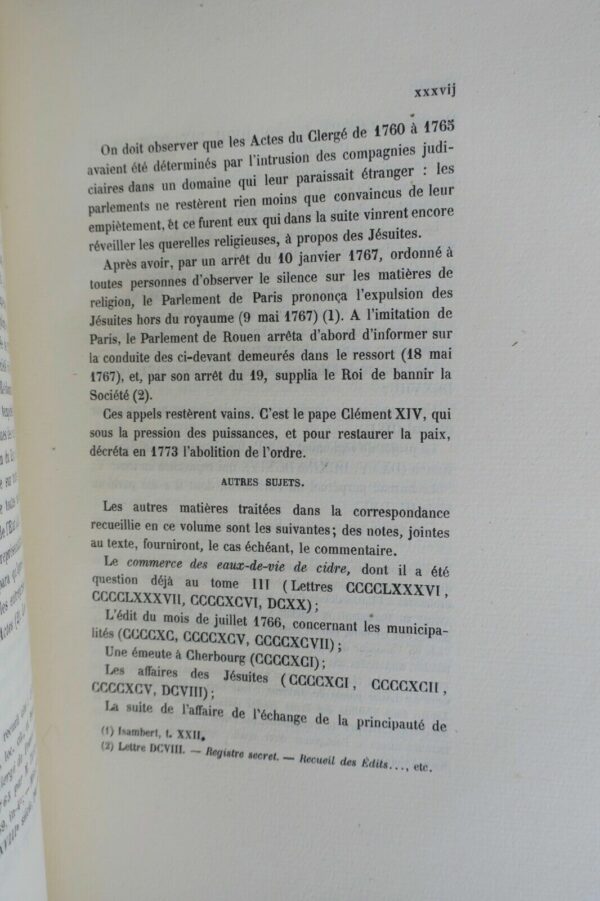 xxxvij
On doit observer que les Actes du Clergé de 1760 à 1765
avaient été déterminés par l'intrusion des compagnies judi-
ciaires dans un domaine qui leur paraissait étranger : les
parlements ne restèrent rien moins que convaincus de leur
empiètement, et ce furent eux qui dans la suite vinrent encore
réveiller les querelles religieuses, à propos des Jésuites.
Après avoir, par un arrêt du 10 janvier 1767, ordonné à
toutes personnes d'observer le silence sur les matières de
religion, le Parlement de Paris prononça l'expulsion des
Jésuites hors du royaume (9 mai 1767) (1). A l'imitation de
Paris, le Parlement de Rouen arrêta d'abord d'informer sur
la conduite des ci-devant demeurés dans le ressort (18 mai
1767), et, par son arrêt du 19, supplia le Roi de bannir la
Société (2).
Ces appels restèrent vains. C'est le pape Clément XIV, qui
sous la pression des puissances, et pour restaurer la paix,
décréta en 1773 l'abolition de l'ordre.
AUTRES SUJETS.
Les autres matières traitées dans la correspondance
recueillie en ce volume sont les suivantes ; des notes, jointes
au texte, fourniront, le cas échéant, le commentaire.
Le commerce des eaux-de-vie de cidre, dont il a été
question déjà au tome III (Lettres CCCCLXXXVI,
CCCCLXXXVII, CCCCXCVI, DCXX) ;
L'édit du mois de juillet 1766, concernant les municipa-
lités (CCCCXC, CCCCXCV, CCCCXCVII) ;
Une émeute à Cherbourg (CCCCXCI) ;
Les affaires des Jésuites (CCCCXCI, CCCCXCII,
CCCCXCV, DCVIII) ;
La suite de l'affaire de l'échange de la principauté de
(1) Isambert, t. XXII.
(2) Lettre DCVIII. — Registre secret. — Recueil des Édits..., etc.